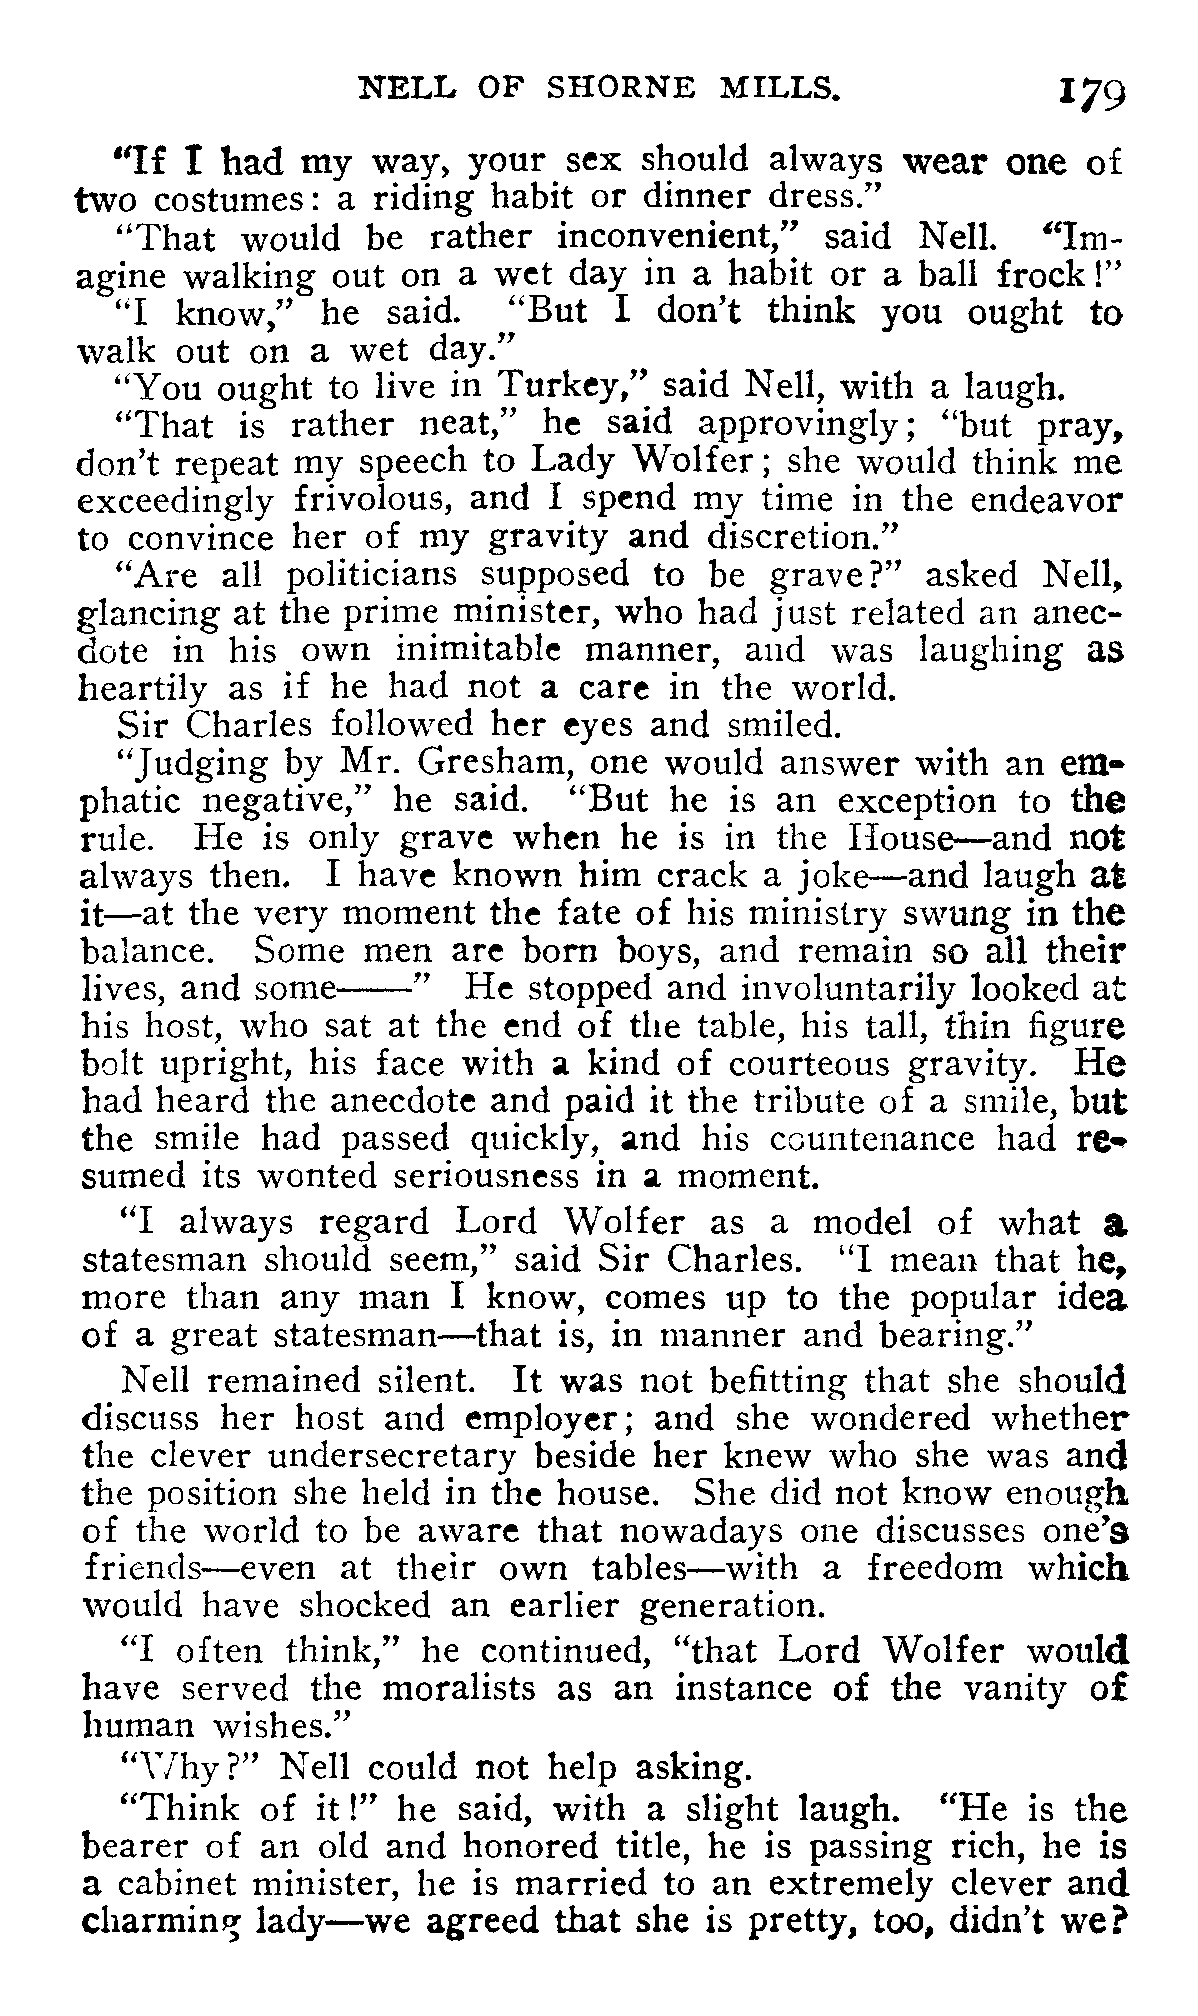 NELL OF SHORNE MILLS. 179
"If I had my way, your sex should always wear one of
two costumes: a riding habit or dinner dress."
"That would be rather inconvenient," said Nell. "Im-
agine walking out on a wet day in a habit or a ball frock!"
"I know," he said. "But I don't think you ought to
walk out on a wet day."
"You ought to live in Turkey," said Nell, with a laugh.
"That is rather neat," he said approvingly; "but pray,
don't repeat my speech to Lady Wolfer; she would think me
exceedingly frivolous, and I spend my time in the endeavor
to convince her of my gravity and discretion."
"Are all politicians supposed to be grave?" asked Nell,
glancing at the prime minister, who had just related an anec-
dote in his own inimitable manner, and was laughing as
heartily as if he had not a care in the world.
Sir Charles followed her eyes and smiled.
"Judging by Mr. Gresham, one would answer with an em-
phatic negative," he said. "But he is an exception to the
rule. He is only grave when he is in the House—and not
always then. I have known him crack a joke—and laugh at
it—at the very moment the fate of his ministry swung in the
balance. Some men are born boys, and remain so all their
lives, and some——" He stopped and involuntarily looked at
his host, who sat at the end of the table, his tall, thin figure
bolt upright, his face with a kind of courteous gravity. He
had heard the anecdote and paid it the tribute of a smile, but
the smile had passed quickly, and his countenance had re-
sumed its wonted seriousness in a moment.
"I always regard Lord Wolfer as a model of what a
statesman should seem," said Sir Charles. "I mean that he,
more than any man I know, comes up to the popular idea
of a great statesman—that is, in manner and bearing."
Nell remained silent. It was not befitting that she should
discuss her host and employer; and she wondered whether
the clever undersecretary beside her knew who she was and
the position she held in the house. She did not know enough
of the world to be aware that nowadays one discusses one's
friends—even at their own tables—with a freedom which
would have shocked an earlier generation.
"I often think," he continued, "that Lord Wolfer would
have served the moralists as an instance of the vanity of
human wishes."
"Why?" Nell could not help asking.
"Think of it!" he said, with a slight laugh. "He is the
bearer of an old and honored title, he is passing rich, he is
a cabinet minister, he is married to an extremely clever and
charming lady—we agreed that she is pretty, too, didn't we?